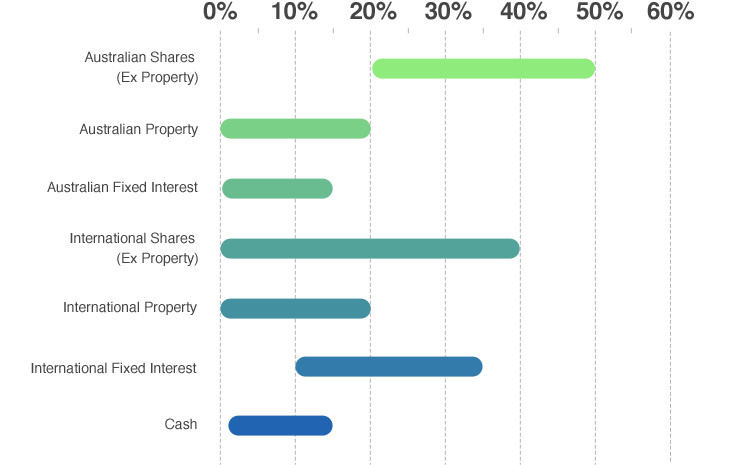 0% 10% 20% 30% 40% 50% 60%
Australian Shares
(Ex Property)
Australian Property
Australian Fixed Interest
International Shares
(Ex Property)
International Property
International Fixed Interest
Cash